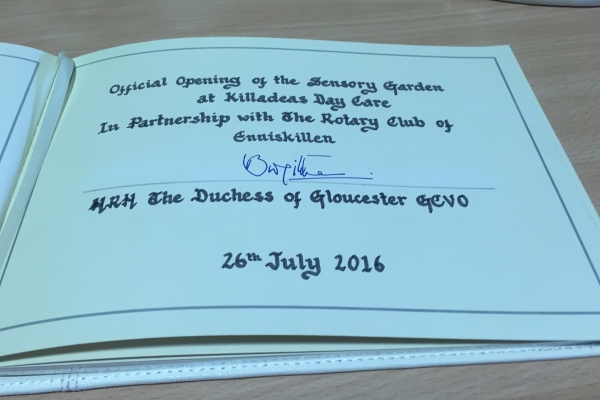 Official Opening of the Sensory Garden
at Killadeas Day Care
In Partnership with The Rotary Club of
Enniskillen
Birgitte
HRH The Duchess of Gloucester GCVO
26th July 2016